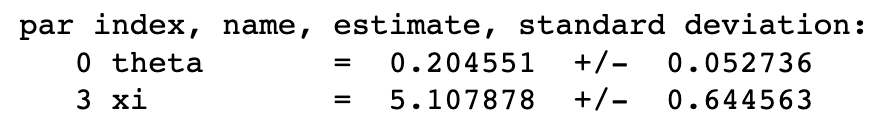 par index, name, estimate, standard deviation:
0 theta = 0.204551 +/- 0.052736
3 xi = 5.107878 +/- 0.644563